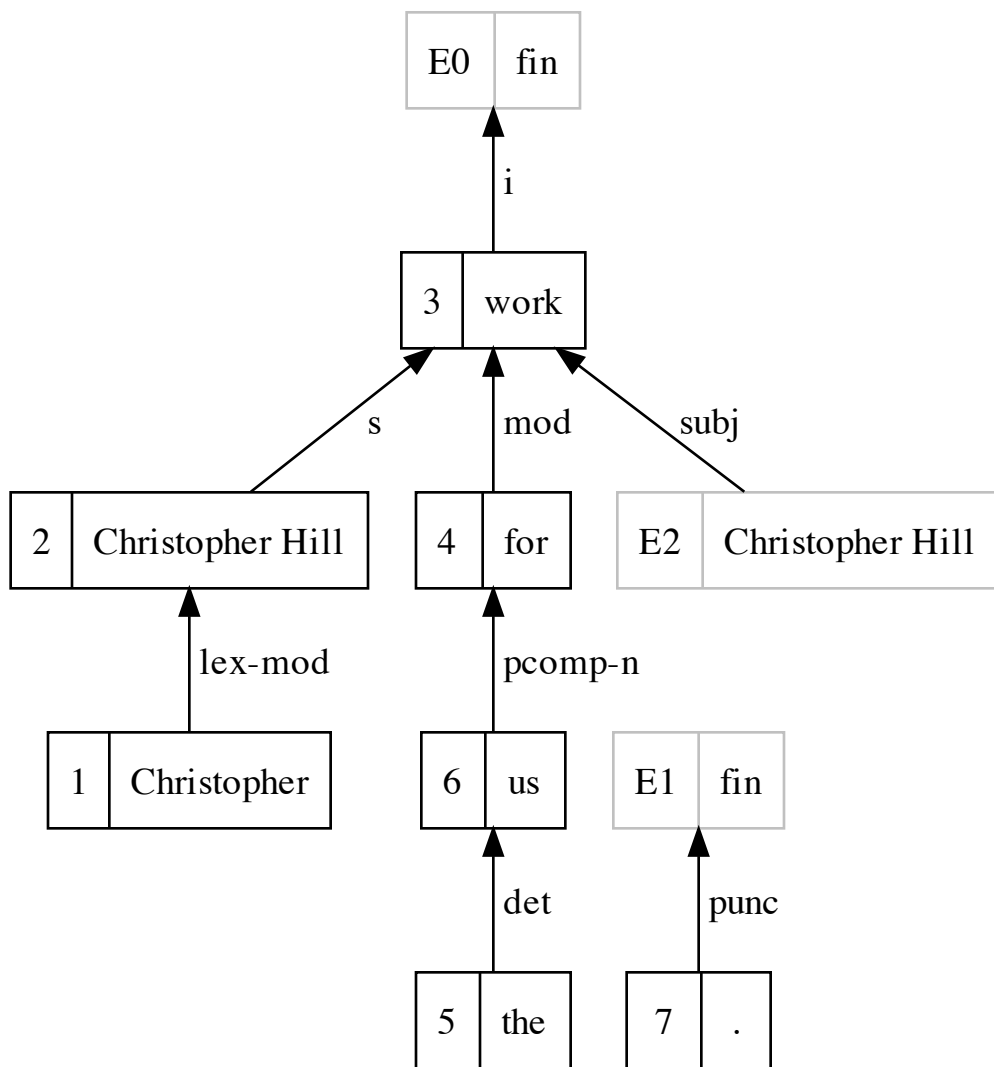 E0 fin
i
3 work
s mod subj
2 Christopher Hill 4 for E2 Christopher Hill
lex-mod pcomp-n
1 Christopher 6 us E1 fin
det punc
5 the 7 .